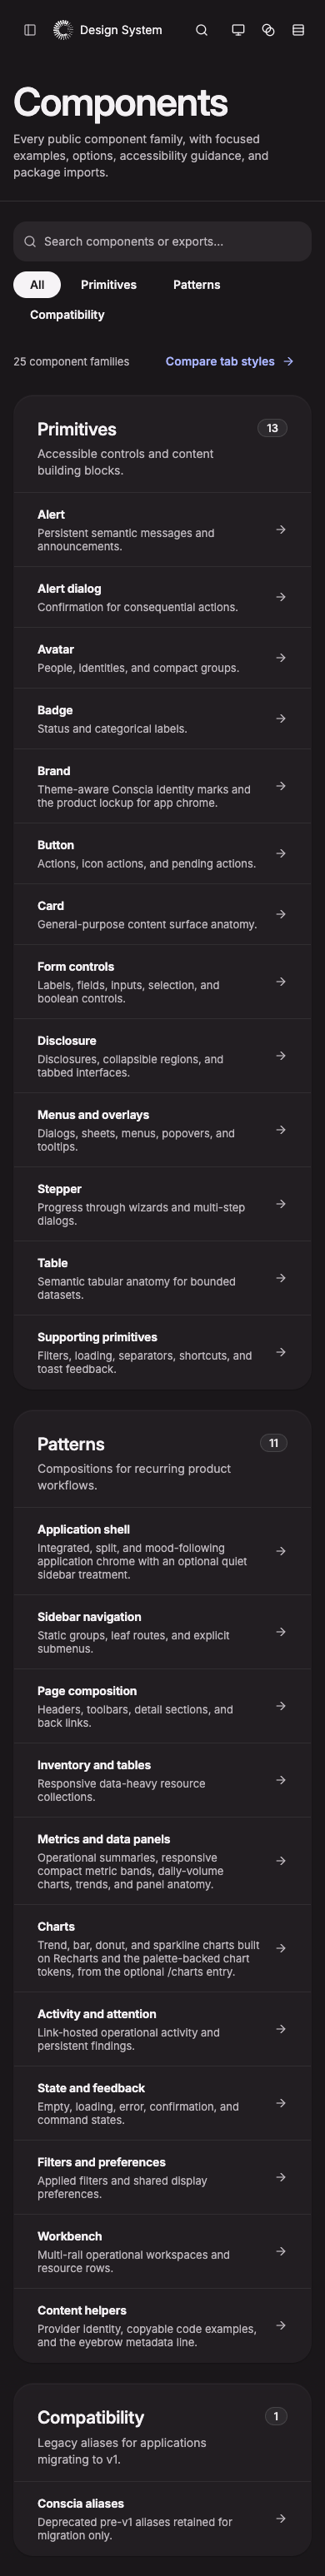 Design System
Components
Every public component family, with focused
examples, options, accessibility guidance, and
package imports.
Search components or exports...
All
Primitives
Patterns
Compatibility
25 component families
Compare tab styles
Primitives
13
Accessible controls and content
building blocks.
Alert
Persistent semantic messages and
announcements.
Alert dialog
Confirmation for consequential actions.
Avatar
People, identities, and compact groups.
Badge
Status and categorical labels.
Brand
Theme-aware Conscia identity marks and
the product lockup for app chrome.
Button
Actions, icon actions, and pending actions.
Card
General-purpose content surface anatomy.
Form controls
Labels, fields, inputs, selection, and
boolean controls.
Disclosure
Disclosures, collapsible regions, and
tabbed interfaces.
Menus and overlays
Dialogs, sheets, menus, popovers, and
tooltips.
Stepper
Progress through wizards and multi-step
dialogs.
Table
Semantic tabular anatomy for bounded
datasets.
Supporting primitives
Filters, loading, separators, shortcuts, and
toast feedback.
Patterns
11
Compositions for recurring product
workflows.
Application shell
Integrated, split, and mood-following
application chrome with an optional quiet
sidebar treatment.
Sidebar navigation
Static groups, leaf routes, and explicit
submenus.
Page composition
Headers, toolbars, detail sections, and
back links.
Inventory and tables
Responsive data-heavy resource
collections.
Metrics and data panels
Operational summaries, responsive
compact metric bands, daily-volume
charts, trends, and panel anatomy.
Charts
Trend, bar, donut, and sparkline charts built
on Recharts and the palette-backed chart
tokens, from the optional /charts entry.
Activity and attention
Link-hosted operational activity and
persistent findings.
State and feedback
Empty, loading, error, confirmation, and
command states.
Filters and preferences
Applied filters and shared display
preferences.
Workbench
Multi-rail operational workspaces and
resource rows.
Content helpers
Provider identity, copyable code examples,
and the eyebrow metadata line.
Compatibility
1
Legacy aliases for applications
migrating to v1.
Conscia aliases
Deprecated pre-v1 aliases retained for
migration only.